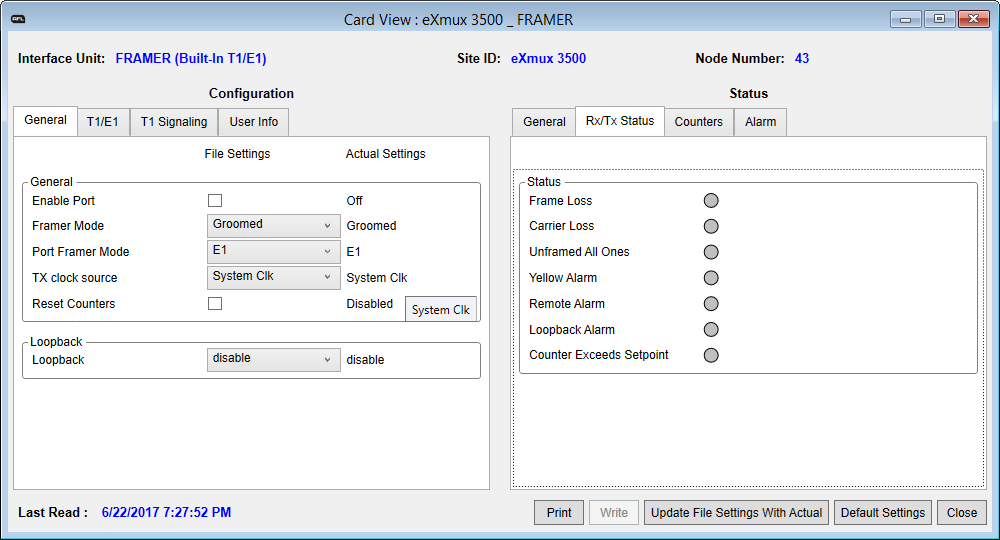 RFL
Card View : eXmux 3500 _ FRAMER
Interface Unit: FRAMER (Built-In T1/E1) Site ID: eXmux 3500 Node Number: 43
Configuration
General T1/E1 T1 Signaling User Info
File Settings Actual Settings
General
Enable Port Off
Framer Mode Groomed Groomed
Port Framer Mode E1 E1
TX clock source System Clk System Clk
Reset Counters Disabled
System Clk
Loopback
Loopback disable disable
Status
General Rx/Tx Status Counters Alarm
Status
Frame Loss
Carrier Loss
Unframed All Ones
Yellow Alarm
Remote Alarm
Loopback Alarm
Counter Exceeds Setpoint
Last Read : 6/22/2017 7:27:52 PM
Print Write Update File Settings With Actual Default Settings Close